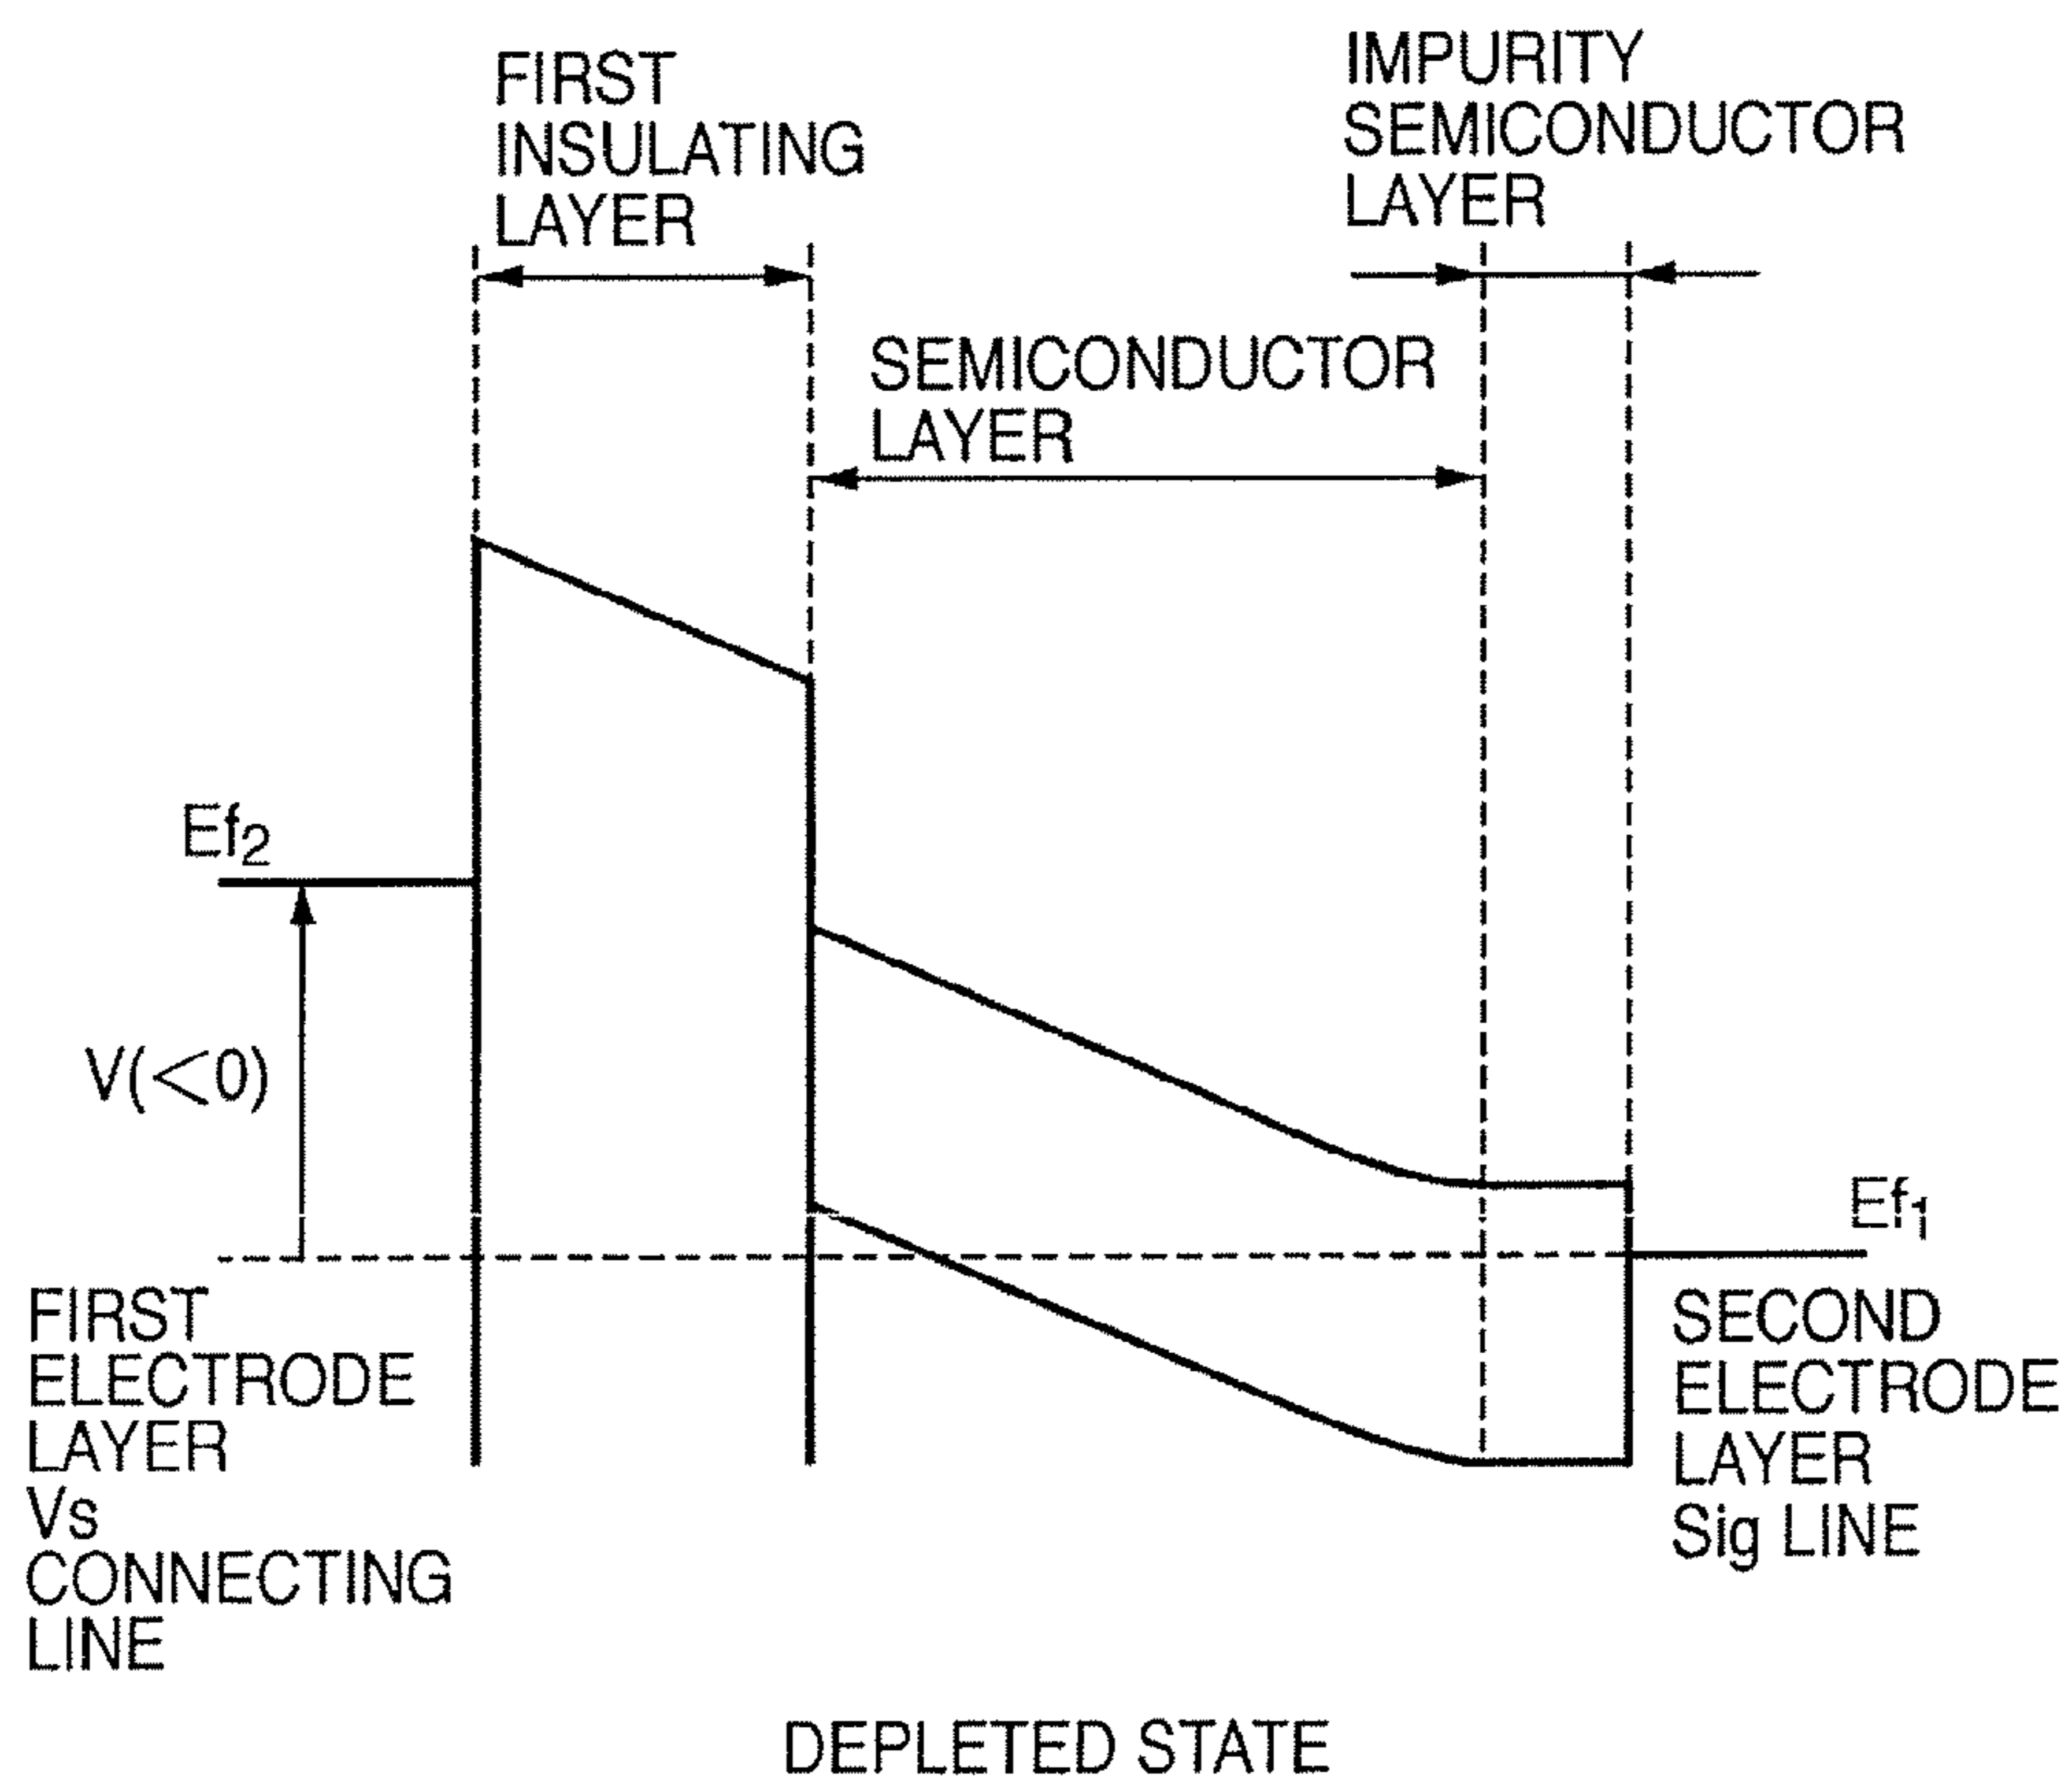 FIRST
INSULATING
LAYER
IMPURITY
SEMICONDUCTOR
LAYER
SEMICONDUCTOR
LAYER
Ef2
V(<0)
Ef1
FIRST
ELECTRODE
LAYER
Vs
CONNECTING
LINE
SECOND
ELECTRODE
LAYER
Sig LINE
DEPLETED STATE